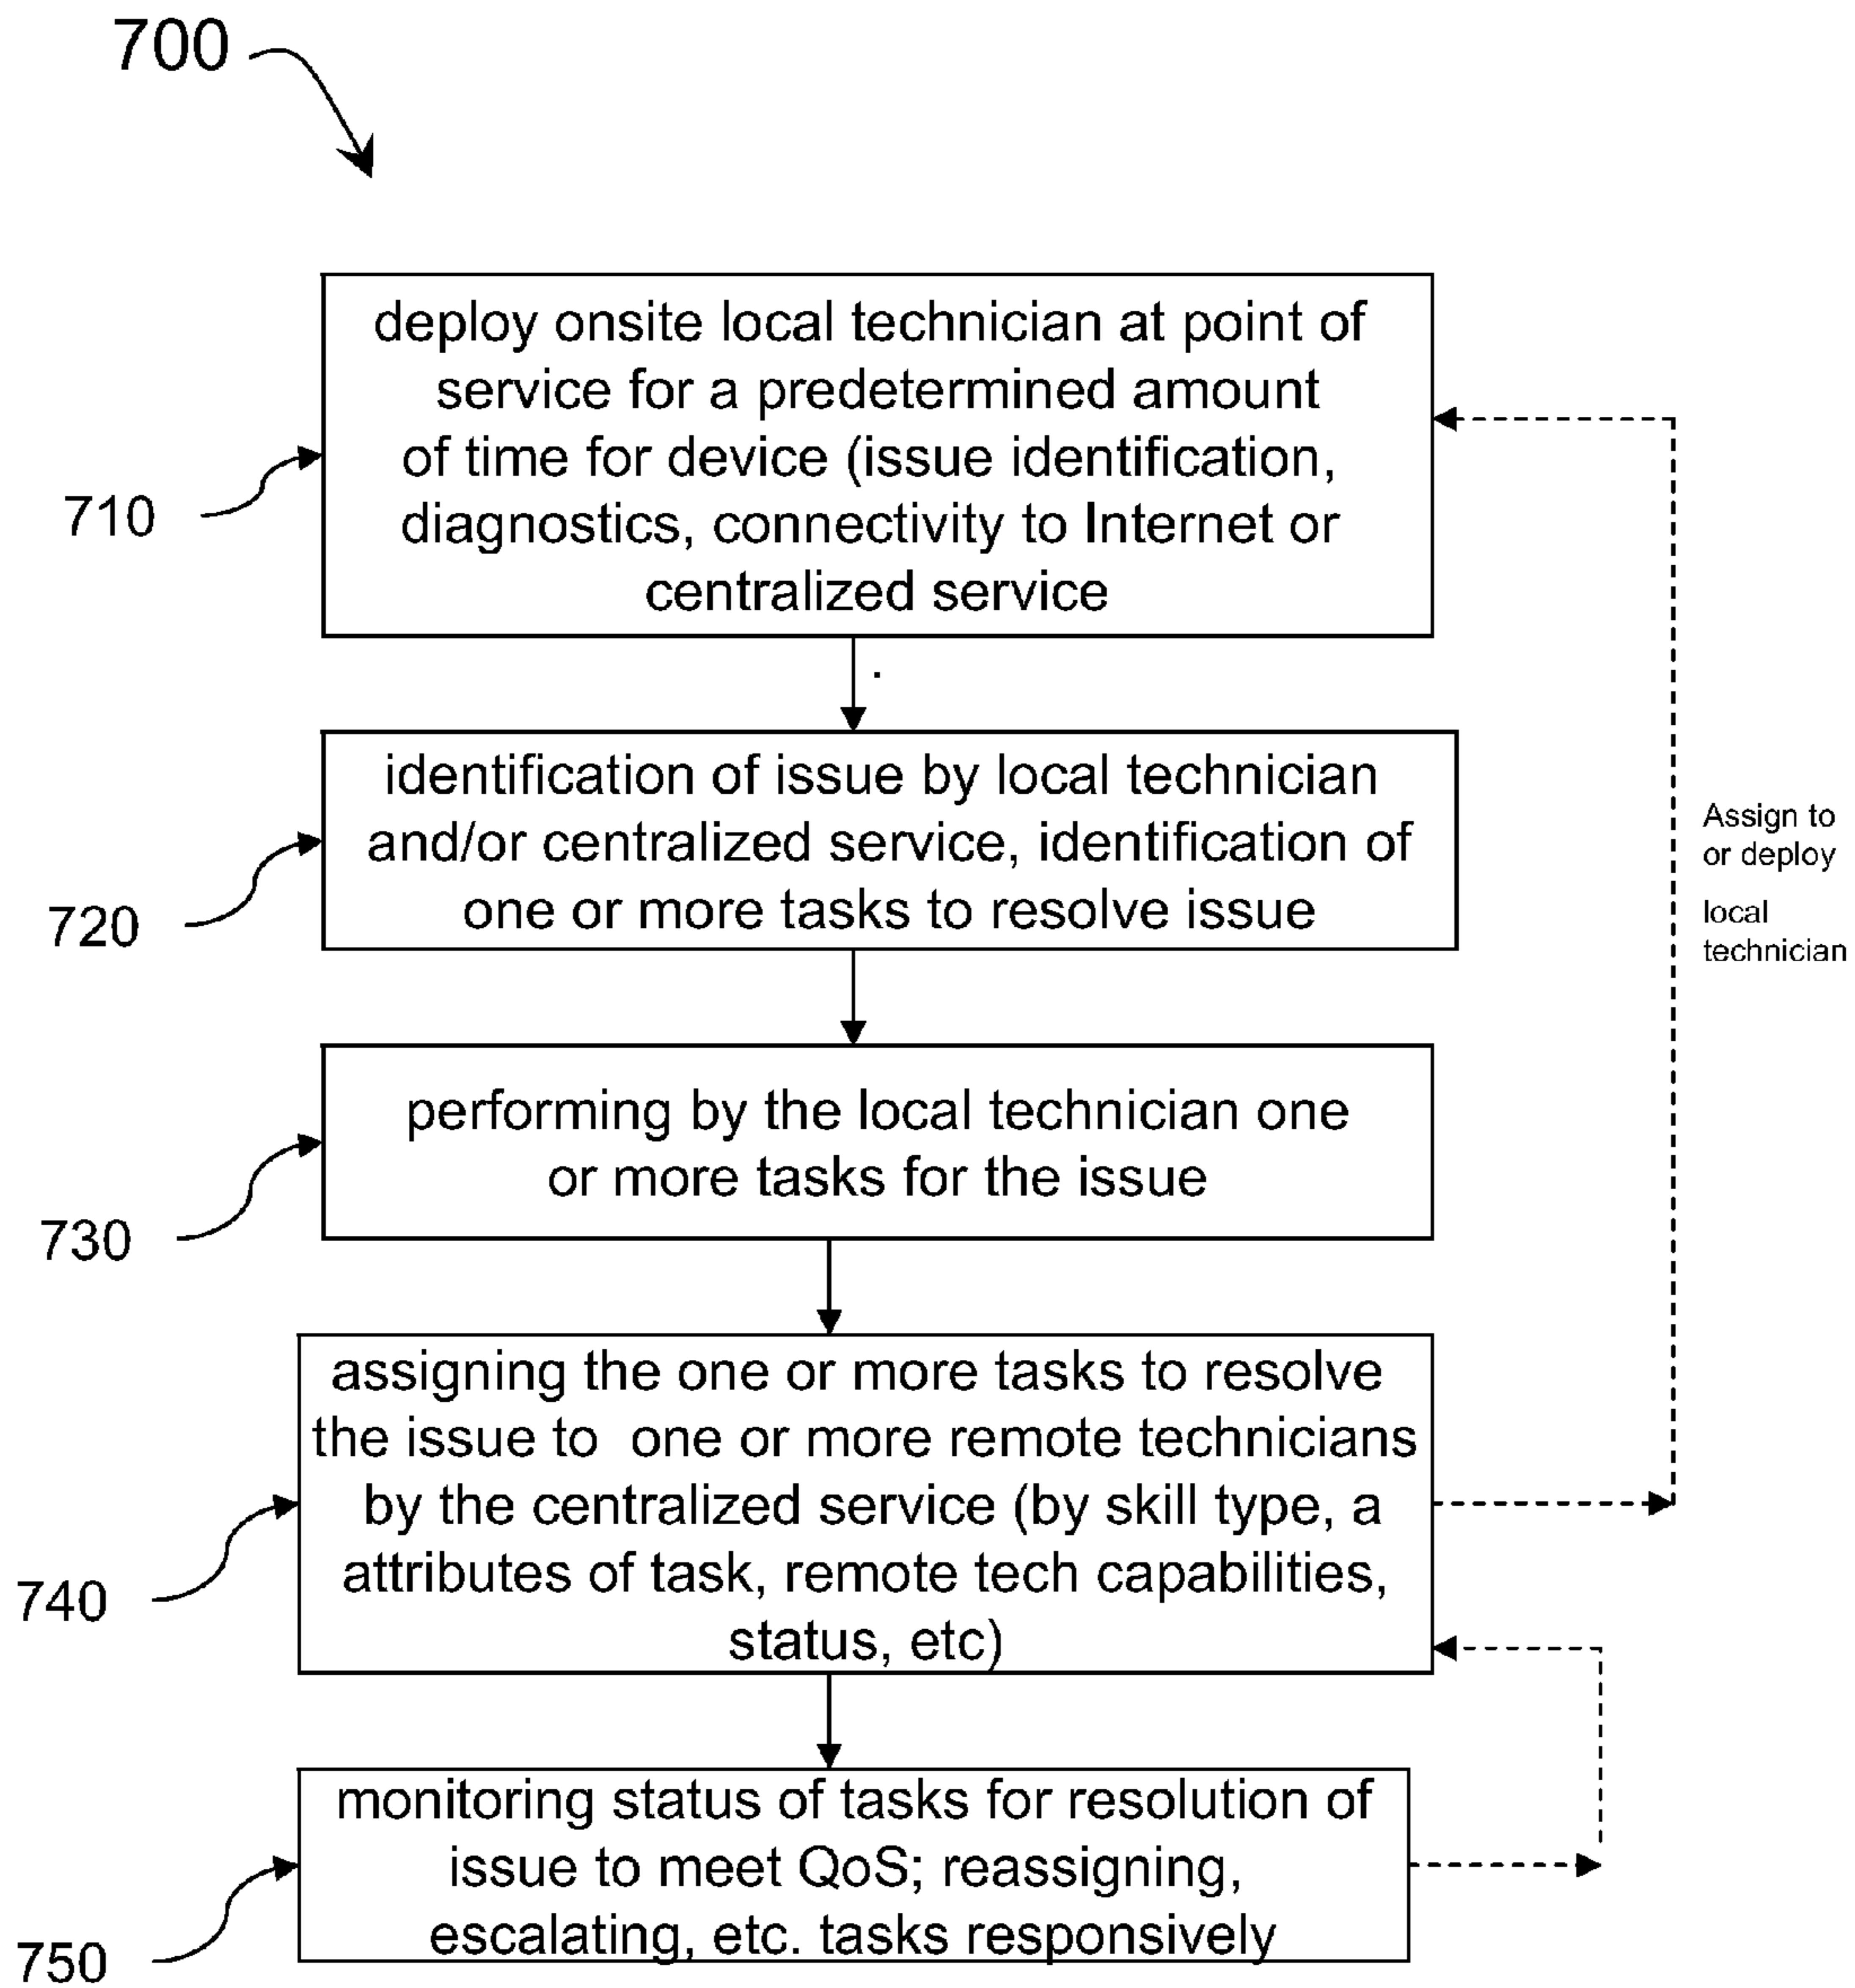 700
deploy onsite local technician at point of
service for a predetermined amount
of time for device (issue identification,
diagnostics, connectivity to Internet or
centralized service
710
.
identification of issue by local technician
and/or centralized service, identification of
one or more tasks to resolve issue
720
Assign to
or deploy
local
technician
performing by the local technician one
or more tasks for the issue
730
assigning the one or more tasks to resolve
the issue to one or more remote technicians
by the centralized service (by skill type, a
attributes of task, remote tech capabilities,
status, etc)
740
monitoring status of tasks for resolution of
issue to meet QoS; reassigning,
escalating, etc. tasks responsively
750